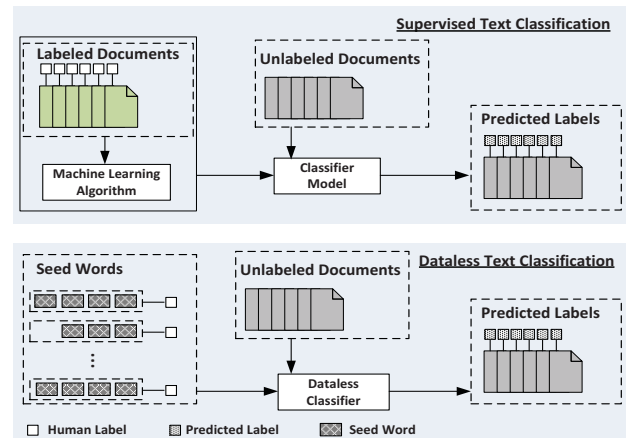 Supervised Text Classification
Labeled Documents
Unlabeled Documents
Predicted Labels
Machine Learning
Algorithm
Classifier
Model
Dataless Text Classification
Seed Words
Unlabeled Documents
Predicted Labels
...
Dataless
Classifier
Human Label
Predicted Label
Seed Word